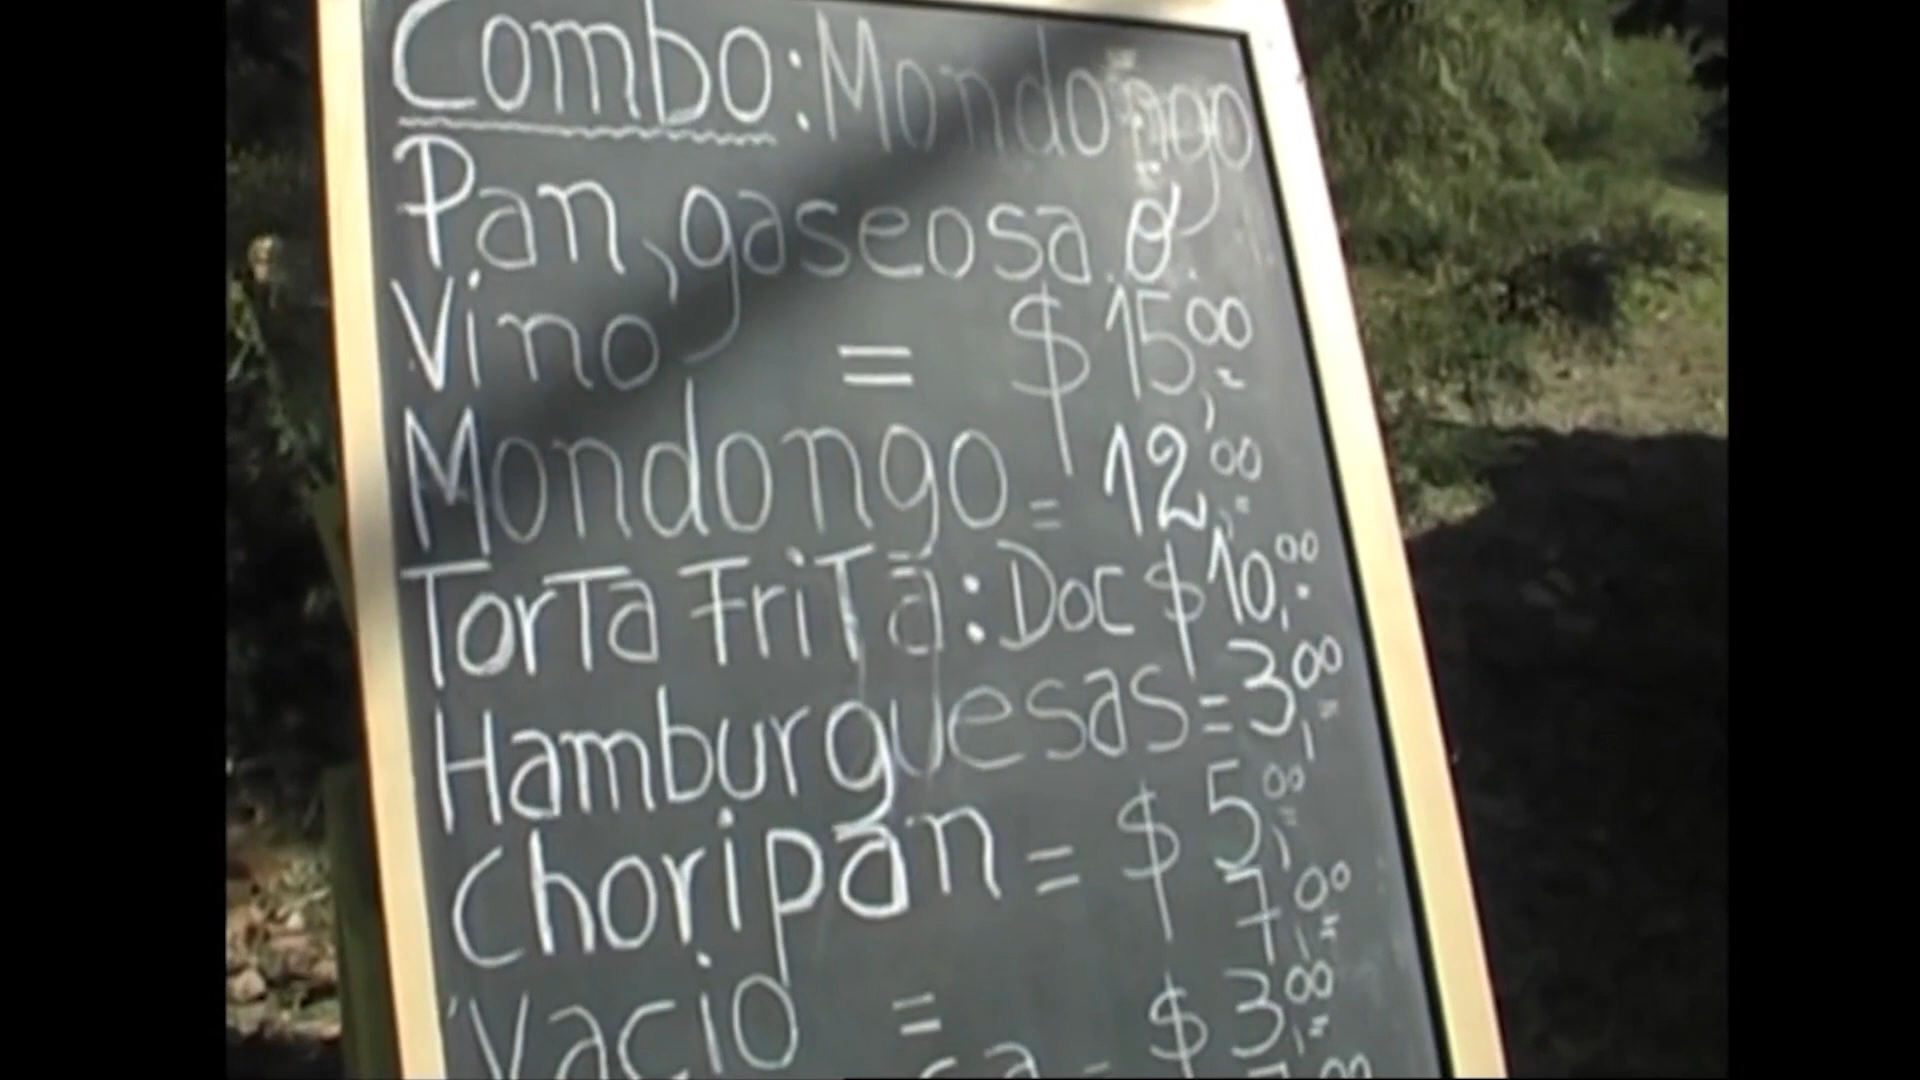 Combo: Mondongo
Pan, gaseosa o
Vino = $15,00
Mondongo = 12,00
Torta Frita: Doc $10,00
Hamburguesas = 3,00
Choripan = $5,00
Vacio = 7,00
$3,00